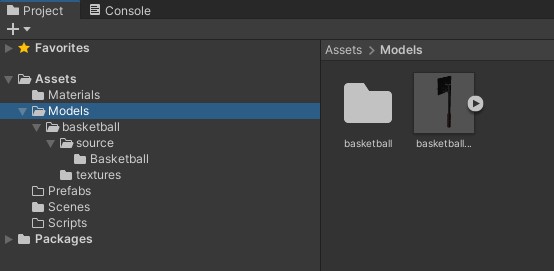 Project
Console
Favorites
Assets
Materials
Models
basketball
source
Basketball
textures
Prefabs
Scenes
Scripts
Packages
Assets > Models
basketball
basketball...